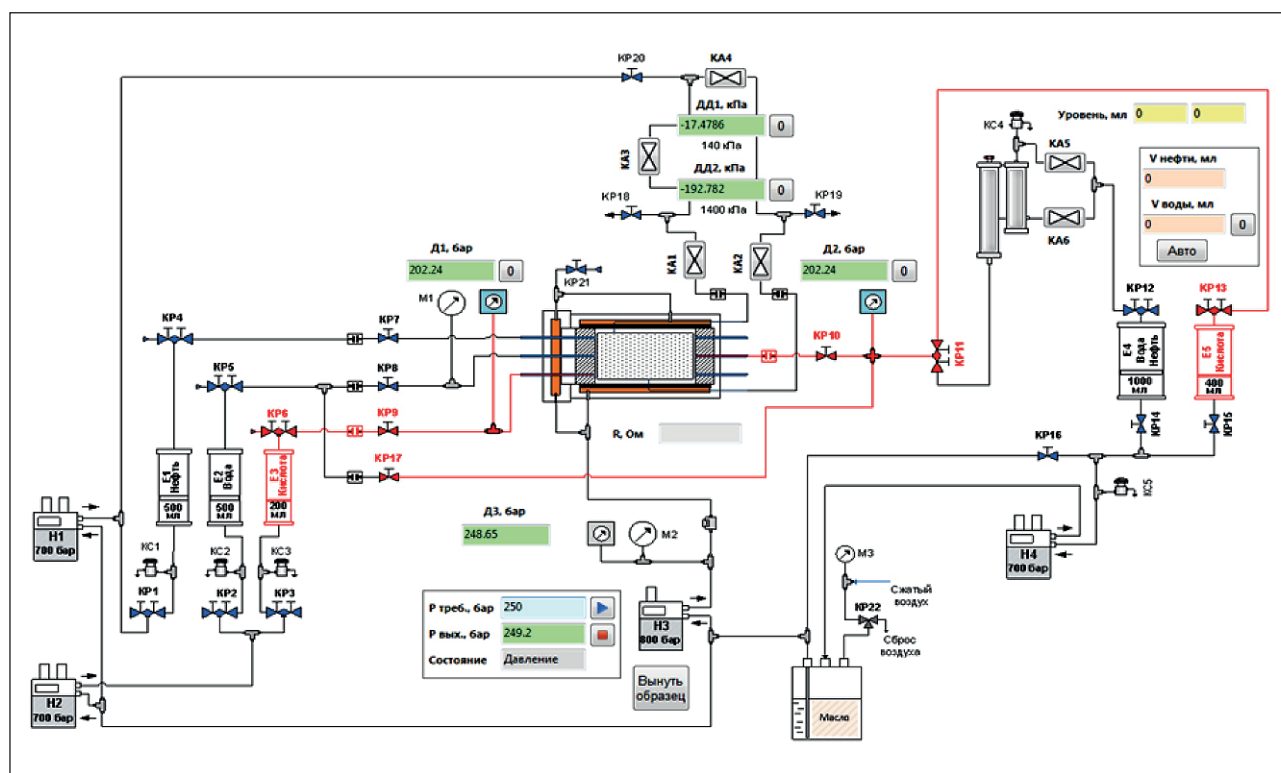 КР20
КА4
ДД1, кПа
-17.4786
0
140 кПа
КА3
ДД2, кПа
-192.782
0
1400 кПа
КР18
КР19
КА1
КА2
Уровень, мл
0
0
КС4
КА5
КА6
V нефти, мл
0
V воды, мл
0
0
Авто
Д1, бар
202.24
0
Д2, бар
202.24
0
КР21
М1
КР4
КР7
КР5
КР8
КР6
КР9
КР17
КР10
КР11
КР12
КР13
Е4
Вода
Нефть
1000
мл
Е5
Кислота
400
мл
КР14
КР15
КР16
КС5
R, Ом
Е1
Нефть
500
мл
Е2
Вода
500
мл
Е3
Кислота
200
мл
Н1
700 бар
КС1
КС2
КС3
КР1
КР2
КР3
Н2
700 бар
Д3, бар
248.65
М2
Р треб., бар
250
Р вых., бар
249.2
Состояние
Давление
Н3
800 бар
Вынуть
образец
М3
Сжатый
воздух
КР22
Сброс
воздуха
Масло
Н4
700 бар